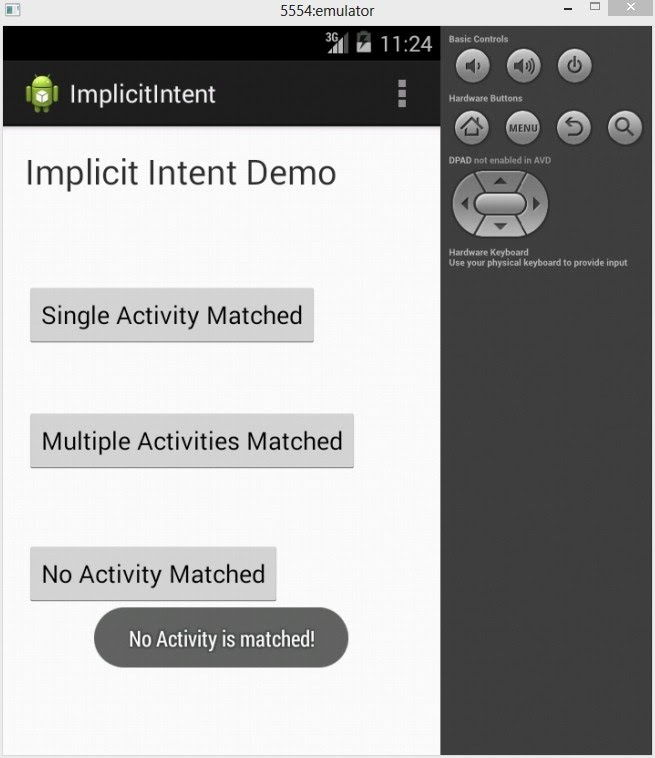 5554:emulator
3G 11:24
ImplicitIntent
Implicit Intent Demo
Single Activity Matched
Multiple Activities Matched
No Activity Matched
No Activity is matched!
Basic Controls
Hardware Buttons
MENU
DPAD not enabled in AVD
Hardware Keyboard
Use your physical keyboard to provide input